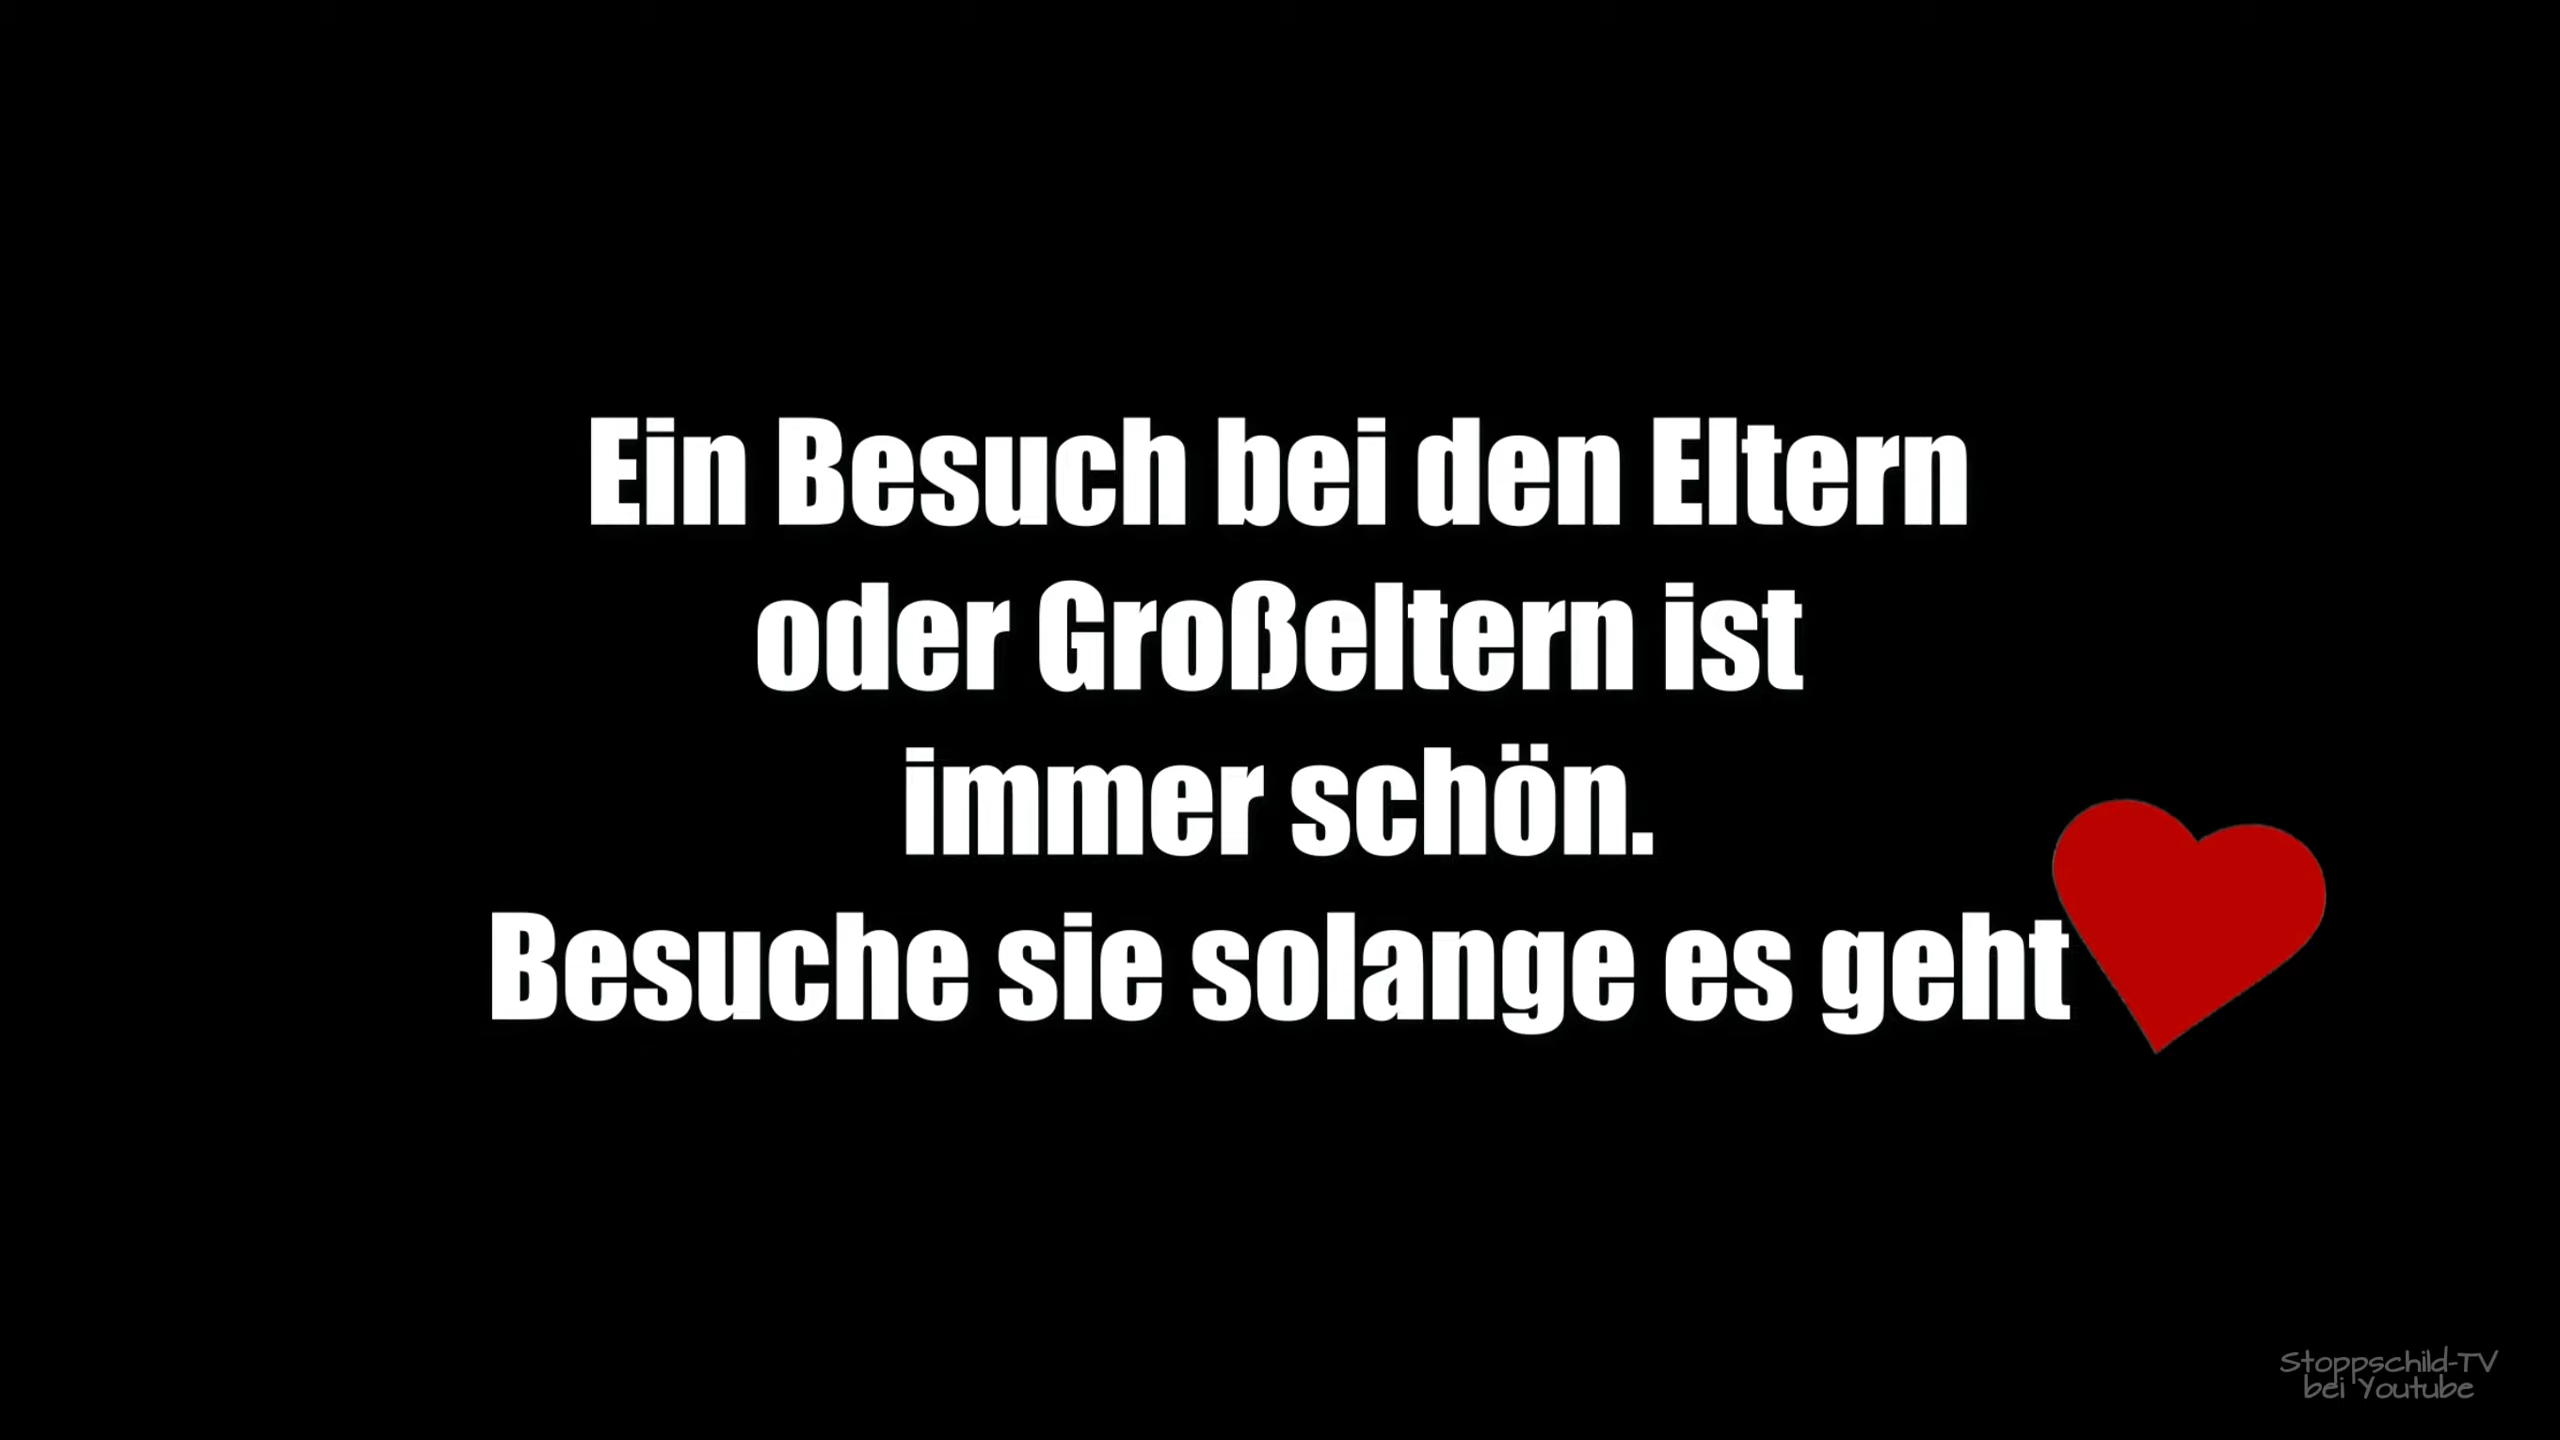 Ein Besuch bei den Eltern
oder Großeltern ist
immer schön.
Besuche sie solange es geht
Stoppschild-TV
bei Youtube